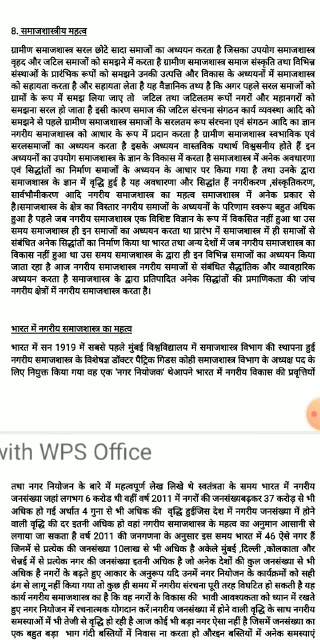 8. समाजशास्त्रीय महत्व
ग्रामीण समाजशास्त्र सरल छोटे सादा समाजों का अध्ययन करता है जिसका उपयोग समाजशास्त्र
वृहद और जटिल समाजों को समझने में करता है ग्रामीण समाजशास्त्र समाज संस्कृति तथा विभिन्न
संस्थाओं के प्रारंभिक रूपों को समझने उनकी उत्पत्ति और विकास के अध्ययनों में समाजशास्त्र
को सहायता करता है और सहायता लेता है यह वैज्ञानिक तथ्य है कि अगर पहले सरल समाजों को
ग्रामों के रूप में समझ लिया जाए तो जटिल तथा जटिलतम रूपों नगरों और महानगरों को
समझना सरल हो जाता है इसी कारण समाज की जटिल संरचना संगठन कार्य व्यवस्था आदि को
समझने से पहले ग्रामीण समाजशास्त्र समाजों के सरलतम रूप संरचना एवं संगठन आदि का ज्ञान
नगरीय समाजशास्त्र को आधार के रूप में प्रदान करता है ग्रामीण समाजशास्त्र स्वभाविक एवं
सरलसमाजों का अध्ययन करता है इसके अध्ययन वास्तविक यथार्थ विश्वसनीय होते हैं इन
अध्ययनों का उपयोग समाजशास्त्र के ज्ञान के विकास में करता है समाजशास्त्र में अनेक अवधारणा
एवं सिद्धांतों का निर्माण समाजों के अध्ययन के आधार पर किया गया है तथा उनके द्वारा
समाजशास्त्र के ज्ञान में वृद्धि हुई है यह अवधारणा और सिद्धांत हैं नगरीकरण ,संस्कृतिकरण,
सार्वभौमीकरण आदि नगरीय समाजशास्त्र का महत्व समाजशास्त्र में अनेक प्रकार से
है।समाजशास्त्र के क्षेत्र का विस्तार नगरीय समाजों के अध्ययनों के परिणाम स्वरूप बहुत अधिक
हुआ है पहले जब नगरीय समाजशास्त्र एक विशिष्ट विज्ञान के रूप में विकसित नहीं हुआ था उस
समय समाजशास्त्र ही इन समाजों का अध्ययन करता था प्रारंभ में समाजशास्त्र में ही समाजों से
संबंधित अनेक सिद्धांतों का निर्माण किया था भारत तथा अन्य देशों में जब नगरीय समाजशास्त्र का
विकास नहीं हुआ था उस समय समाजशास्त्र के द्वारा ही इन विभिन्न समाजों का अध्ययन किया
जाता रहा है आज नगरीय समाजशास्त्र नगरीय समाजों से संबंधित सैद्धांतिक और व्यावहारिक
अध्ययन करता है समाजशास्त्र के द्वारा प्रतिपादित अनेक सिद्धांतों की प्रमाणिकता की जांच
नगरीय क्षेत्रों में नगरीय समाजशास्त्र करता है।
भारत में नगरीय समाजशास्त्र का महत्व
भारत में सन 1919 में सबसे पहले मुंबई विश्वविद्यालय में समाजशास्त्र विभाग की स्थापना हुई
नगरीय समाजशास्त्र के विशेषज्ञ डॉक्टर पैट्रिक गिडस कोही समाजशास्त्र विभाग के अध्यक्ष पद के
लिए नियुक्त किया गया वह एक 'नगर नियोजक' थेआपने भारत में नगरीय विकास की प्रवृत्तियों
with WPS Office
तथा नगर नियोजन के बारे में महत्वपूर्ण लेख लिखे थे स्वतंत्रता के समय भारत में नगरीय
जनसंख्या जहां लगभग 6 करोड थी वहीं वर्ष 2011 में नगरों की जनसंख्याबढ़कर 37 करोड़ से भी
अधिक हो गई अर्थात 4 गुना से भी अधिक की वृद्धि हुईजिस देश में नगरीय जनसंख्या में होने
वाली वृद्धि की दर इतनी अधिक हो वहां नगरीय समाजशास्त्र के महत्व का अनुमान आसानी से
लगाया जा सकता है वर्ष 2011 की जनगणना के अनुसार इस समय भारत में 46 ऐसे नगर हैं
जिनमें से प्रत्येक की जनसंख्या 10लाख से भी अधिक है अकेले मुंबई ,दिल्ली ,कोलकाता और
चेन्नई में से प्रत्येक नगर की जनसंख्या इतनी अधिक है जो अनेक देशों की कुल जनसंख्या से भी
अधिक है नगरों के बढ़ते हुए आकार के अनुरूप यदि उनमें नगर नियोजन के कार्यक्रमों को सही
ढंग से लागू नहीं किया गया तो कुछ ही समय में नगरीय संरचना पूरी तरह विघटित हो सकती है यह
कार्य नगरीय समाजशास्त्र का है कि वह नगरों के विकास की भावी आवश्यकता को ध्यान में रखते
हुए नगर नियोजन में रचनात्मक योगदान करें।नगरीय जनसंख्या में होने वाली वृद्धि के साथ नगरीय
समस्याओं में भी तेजी से वृद्धि हो रही है आज कोई भी बड़ा नगर ऐसा नहीं है जिसमें जनसंख्या का
एक बहुत बड़ा भाग गंदी बस्तियों में निवास ना करता हो औरइन बस्तियों में अनेक समस्याए